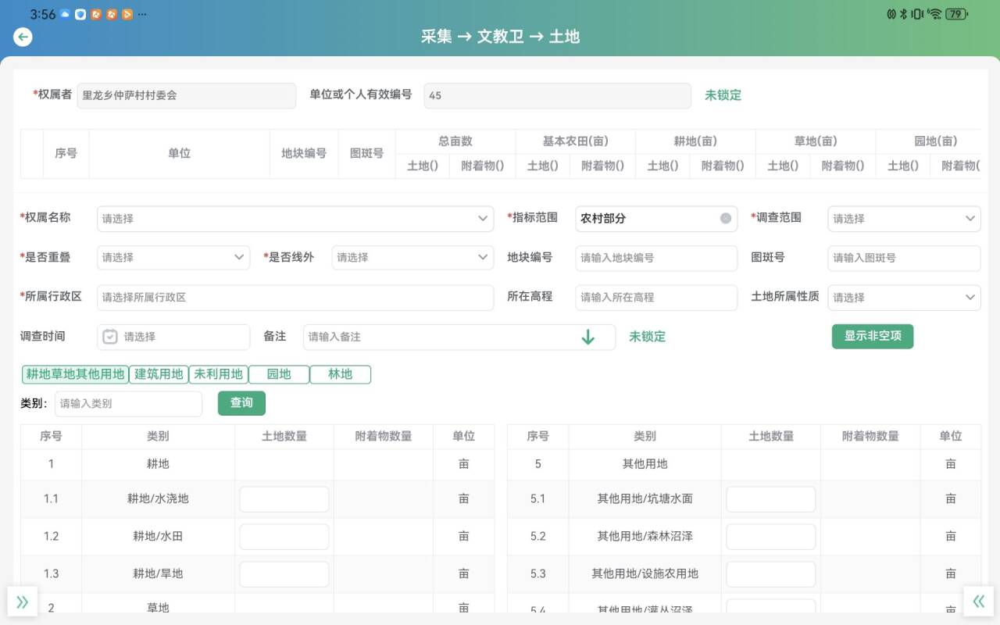 3:56 ··· 79
采集 → 文教卫 → 土地
*权属者 里龙乡仲萨村村委会 单位或个人有效编号 45 未锁定
总亩数 基本农田(亩) 耕地(亩) 草地(亩) 园地(亩)
序号 单位 地块编号 图斑号
土地() 附着物() 土地() 附着物() 土地() 附着物() 土地() 附着物() 土地() 附着物(
*权属名称 请选择 *指标范围 农村部分 *调查范围 请选择
*是否重叠 请选择 *是否线外 请选择 地块编号 请输入地块编号 图斑号 请输入图斑号
*所属行政区 请选择所属行政区 所在高程 请输入所在高程 土地所属性质 请选择
调查时间 请选择 备注 请输入备注 未锁定 显示非空项
耕地草地其他用地 建筑用地 未利用地 园地 林地
类别: 请输入类别 查询
序号 类别 土地数量 附着物数量 单位 序号 类别 土地数量 附着物数量 单位
1 耕地 亩 5 其他用地 亩
1.1 耕地/水浇地 亩 5.1 其他用地/坑塘水面 亩
1.2 耕地/水田 亩 5.2 其他用地/森林沼泽 亩
1.3 耕地/旱地 亩 5.3 其他用地/设施农用地 亩
2 草地 亩 5.4 其他用地/灌丛沼泽 亩